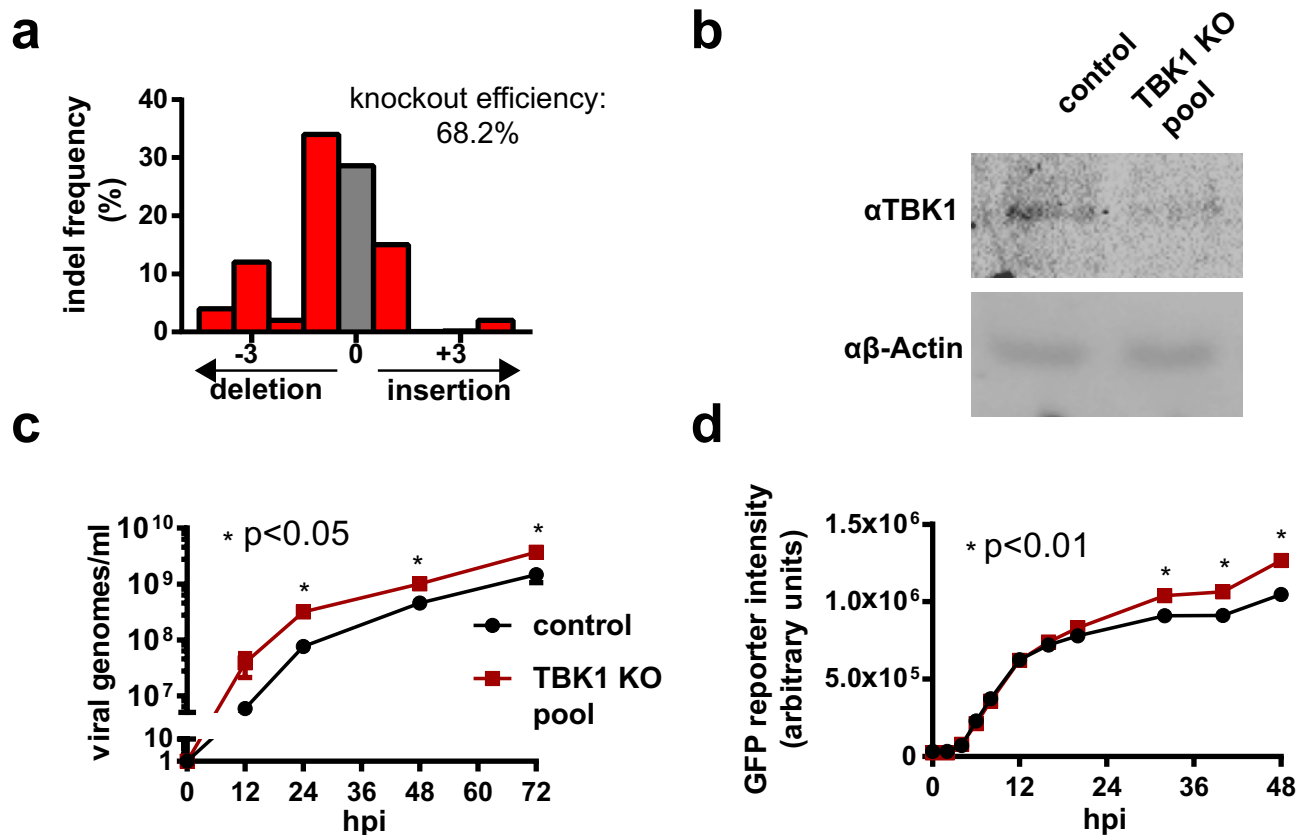 a
knockout efficiency:
68.2%
indel frequency
(%)
40
30
20
10
0
-3 0 +3
deletion insertion
b
control
TBK1 KO
pool
αTBK1
αβ-Actin
c
* p<0.05
viral genomes/ml
10^10
10^9
10^8
10^7
10
1
* * *
control
TBK1 KO
pool
0 12 24 36 48 60 72
hpi
d
* p<0.01
GFP reporter intensity
(arbitrary units)
1.5x10^6
1.0x10^6
5.0x10^5
0
* * *
0 12 24 36 48
hpi